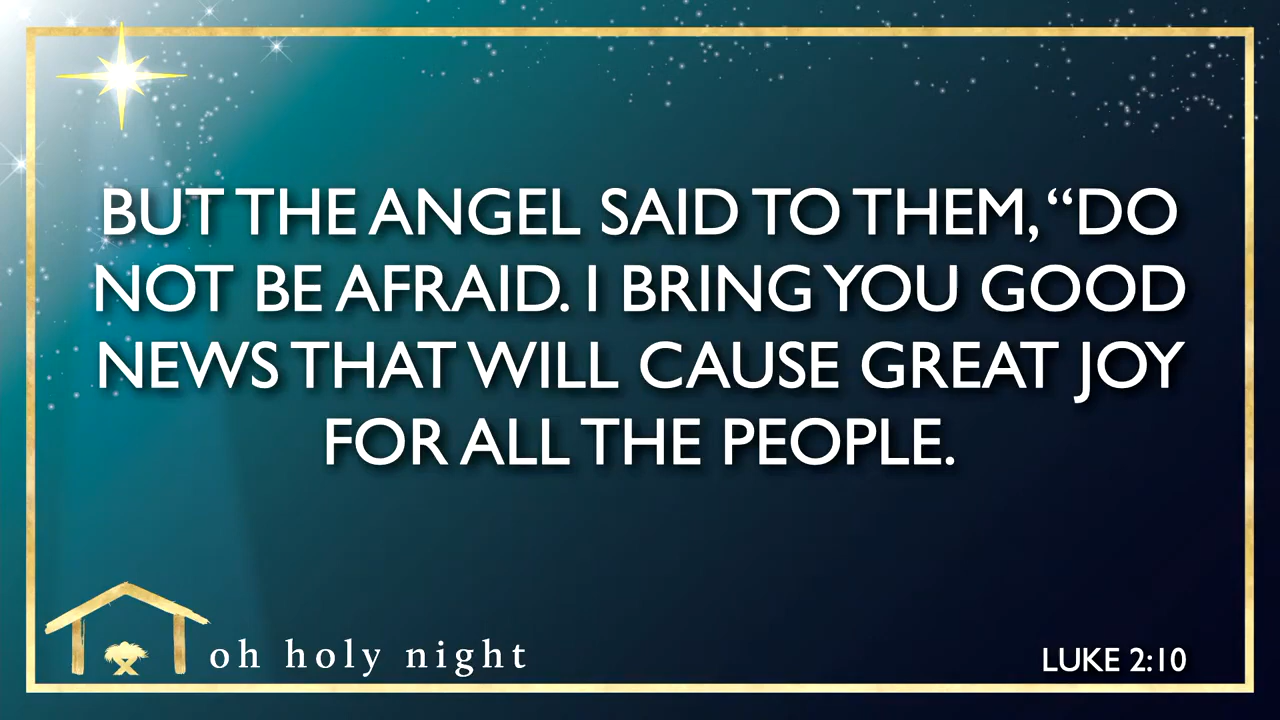 BUT THE ANGEL SAID TO THEM, “DO
NOT BE AFRAID. I BRING YOU GOOD
NEWS THAT WILL CAUSE GREAT JOY
FOR ALL THE PEOPLE.
oh holy night
LUKE 2:10